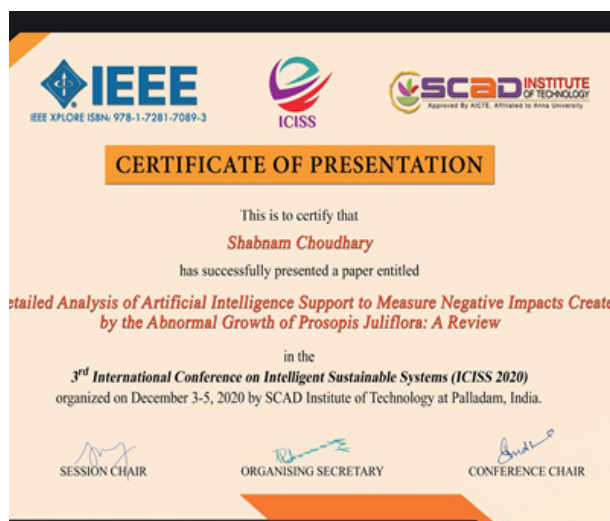 IEEE
IEEE XPLORE ISBN: 978-1-7281-7089-3
ICISS
SCAD INSTITUTE OF TECHNOLOGY
Approved By AICTE, Affiliated to Anna University
CERTIFICATE OF PRESENTATION
This is to certify that
Shabnam Choudhary
has successfully presented a paper entitled
etailed Analysis of Artificial Intelligence Support to Measure Negative Impacts Create
by the Abnormal Growth of Prosopis Juliflora: A Review
in the
3rd International Conference on Intelligent Sustainable Systems (ICISS 2020)
organized on December 3-5, 2020 by SCAD Institute of Technology at Palladam, India.
SESSION CHAIR
ORGANISING SECRETARY
CONFERENCE CHAIR